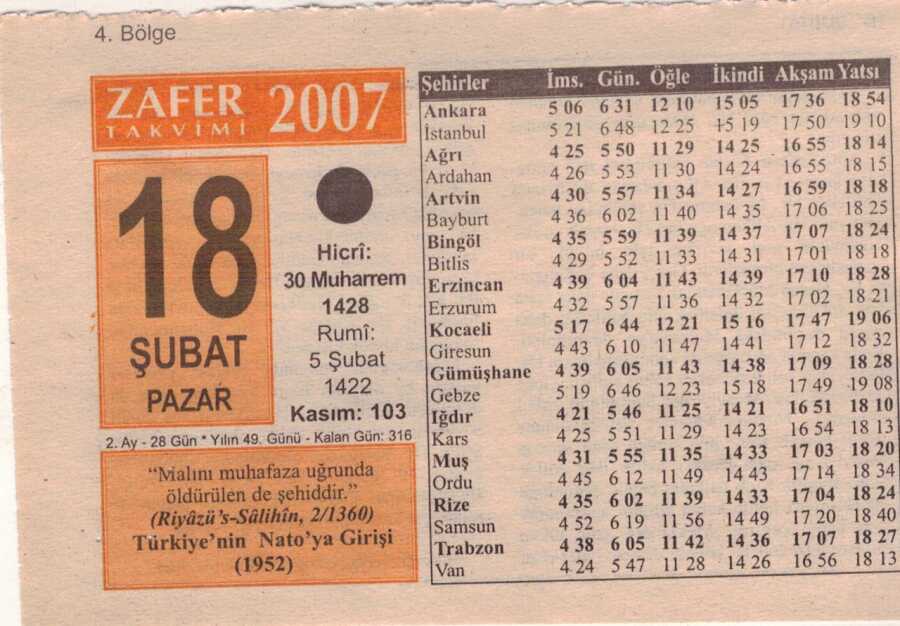 4. Bölge
ZAFER
TAKVİMİ
2007
18
ŞUBAT
PAZAR
Hicrî:
30 Muharrem
1428
Rumî:
5 Şubat
1422
Kasım: 103
2. Ay - 28 Gün * Yılın 49. Günü - Kalan Gün: 316
“Malını muhafaza uğrunda
öldürülen de şehiddir.”
(Riyâzü’s-Sâlihîn, 2/1360)
Türkiye’nin Nato’ya Girişi
(1952)
Şehirler İms. Gün. Öğle İkindi Akşam Yatsı
Ankara 5 06 6 31 12 10 15 05 17 36 18 54
İstanbul 5 21 6 48 12 25 15 19 17 50 19 10
Ağrı 4 25 5 50 11 29 14 25 16 55 18 14
Ardahan 4 26 5 53 11 30 14 24 16 55 18 15
Artvin 4 30 5 57 11 34 14 27 16 59 18 18
Bayburt 4 36 6 02 11 40 14 35 17 06 18 25
Bingöl 4 35 5 59 11 39 14 37 17 07 18 24
Bitlis 4 29 5 52 11 33 14 31 17 01 18 18
Erzincan 4 39 6 04 11 43 14 39 17 10 18 28
Erzurum 4 32 5 57 11 36 14 32 17 02 18 21
Kocaeli 5 17 6 44 12 21 15 16 17 47 19 06
Giresun 4 43 6 10 11 47 14 41 17 12 18 32
Gümüşhane 4 39 6 05 11 43 14 38 17 09 18 28
Gebze 5 19 6 46 12 23 15 18 17 49 19 08
Iğdır 4 21 5 46 11 25 14 21 16 51 18 10
Kars 4 25 5 51 11 29 14 23 16 54 18 13
Muş 4 31 5 55 11 35 14 33 17 03 18 20
Ordu 4 45 6 12 11 49 14 43 17 14 18 34
Rize 4 35 6 02 11 39 14 33 17 04 18 24
Samsun 4 52 6 19 11 56 14 49 17 20 18 40
Trabzon 4 38 6 05 11 42 14 36 17 07 18 27
Van 4 24 5 47 11 28 14 26 16 56 18 13